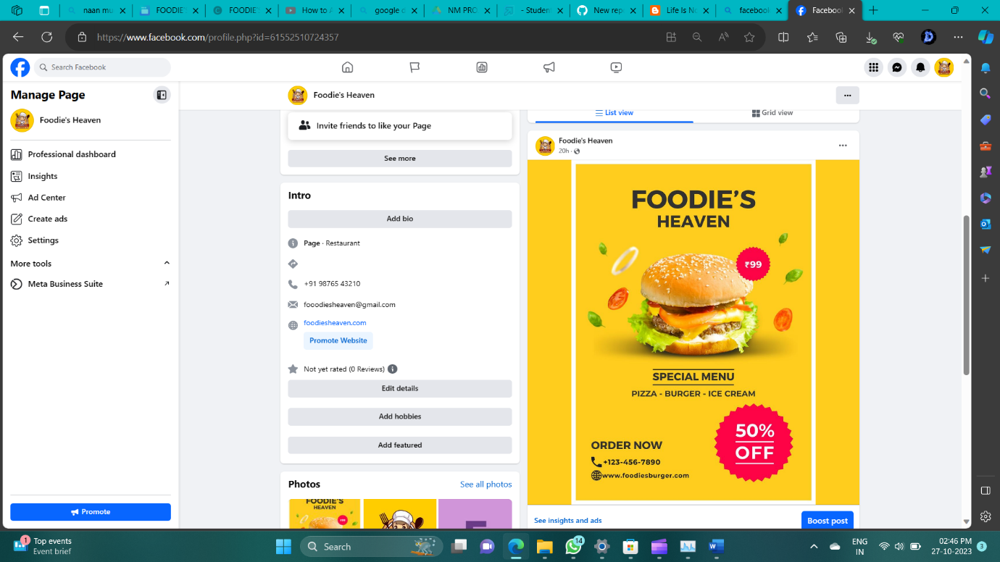 naan mu
FOODIE'
FOODIE'
How to A
google d
NM PRO
- Studen
New rep
Life Is No
facebook
Facebook
https://www.facebook.com/profile.php?id=61552510724357
Search Facebook
Manage Page
Foodie's Heaven
Professional dashboard
Insights
Ad Center
Create ads
Settings
More tools
Meta Business Suite
Promote
Foodie's Heaven
Invite friends to like your Page
See more
Intro
Add bio
Page · Restaurant
+91 98765 43210
fooodiesheaven@gmail.com
foodiesheaven.com
Promote Website
Not yet rated (0 Reviews)
Edit details
Add hobbies
Add featured
Photos
See all photos
FOODIE'S
HEAVEN
List view
Grid view
Foodie's Heaven
20h ·
FOODIE'S
HEAVEN
₹99
SPECIAL MENU
PIZZA - BURGER - ICE CREAM
50%
OFF
ORDER NOW
+123-456-7890
www.foodiesburger.com
See insights and ads
Boost post
1
Top events
Event brief
Search
14
ENG
IN
02:46 PM
27-10-2023
3